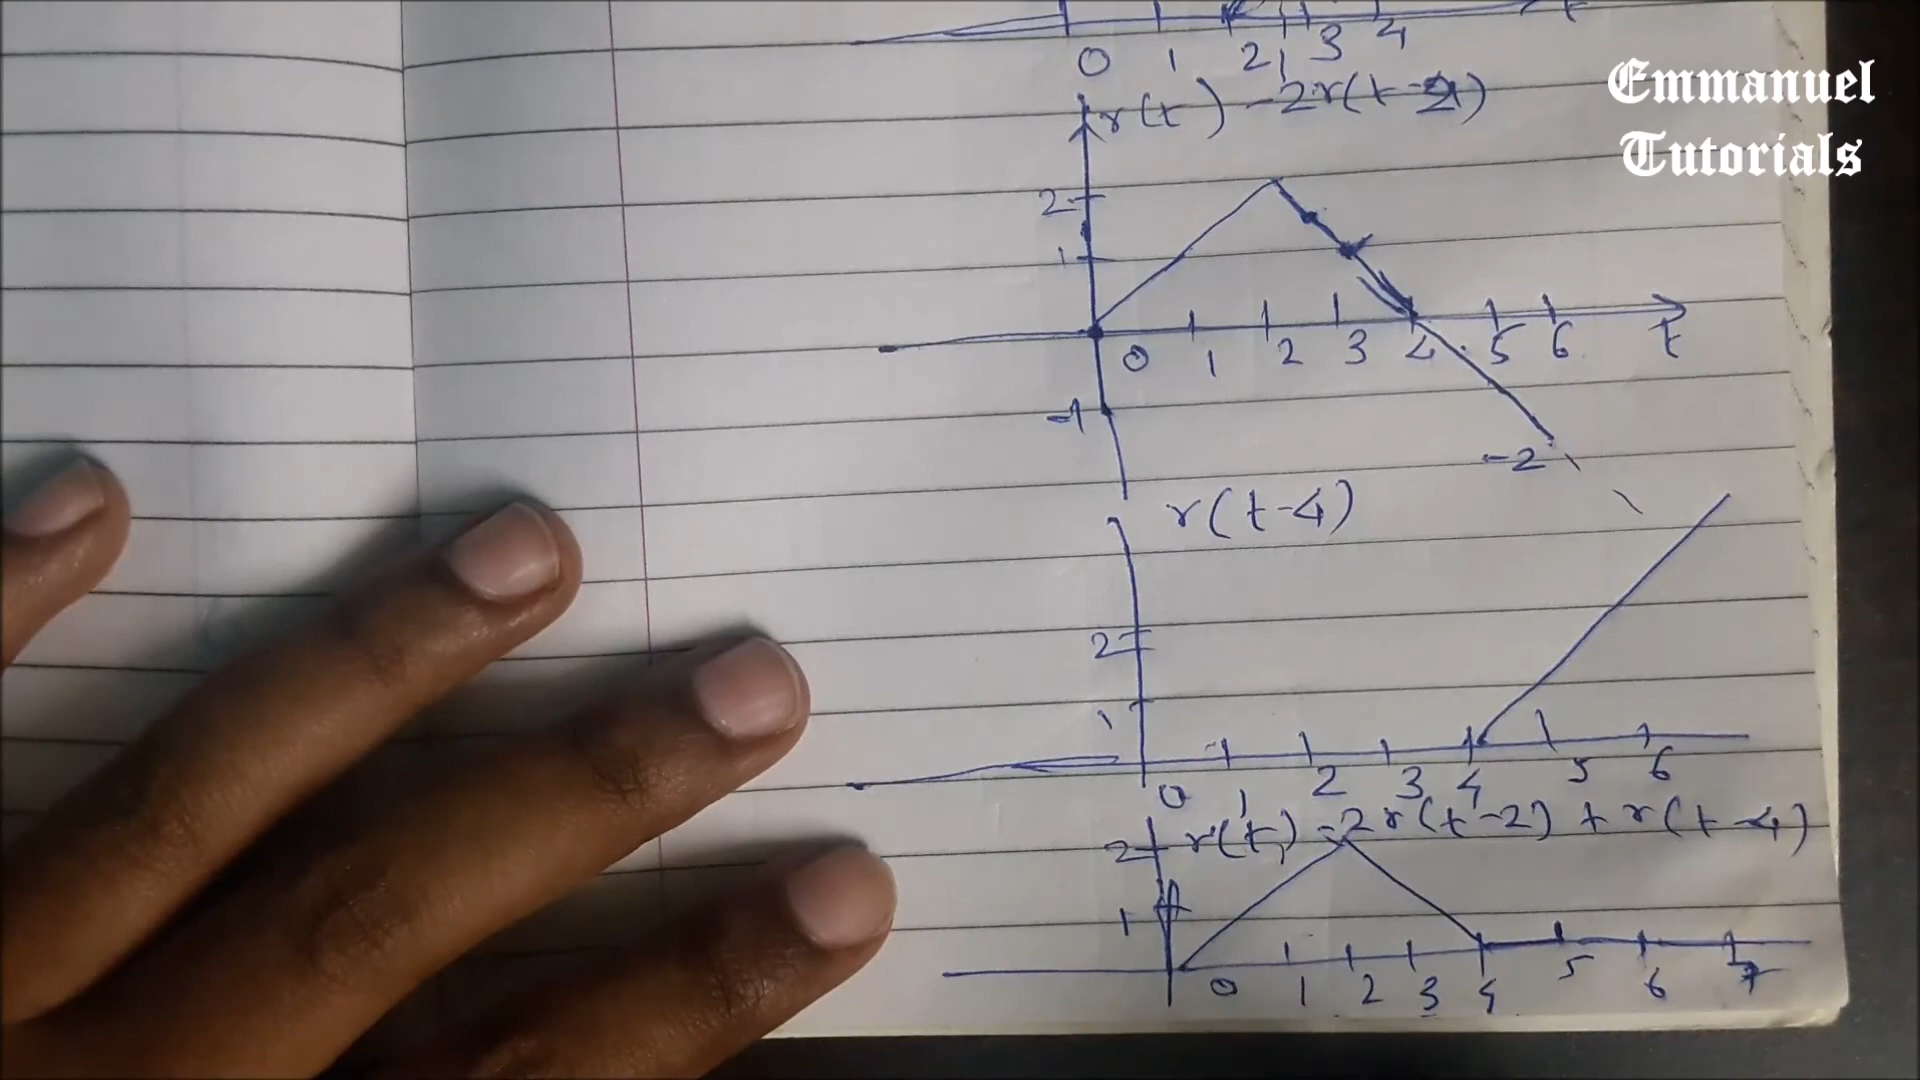 Emmanuel
Tutorials
0 1 2 3 4
r(t) -2r(t-2)
2
1
0 1 2 3 4 5 6 t
-1
-2
r(t-4)
2
1
0 1 2 3 4 5 6
r(t) -2r(t-2) + r(t-4)
2
1
0 1 2 3 4 5 6 7